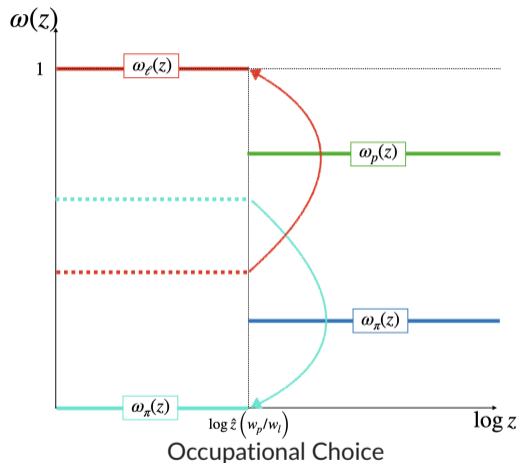 ω(z)
1
ω_ℓ(z)
ω_p(z)
ω_π(z)
ω_π(z)
log ẑ (w_p/w_l)
log z
Occupational Choice